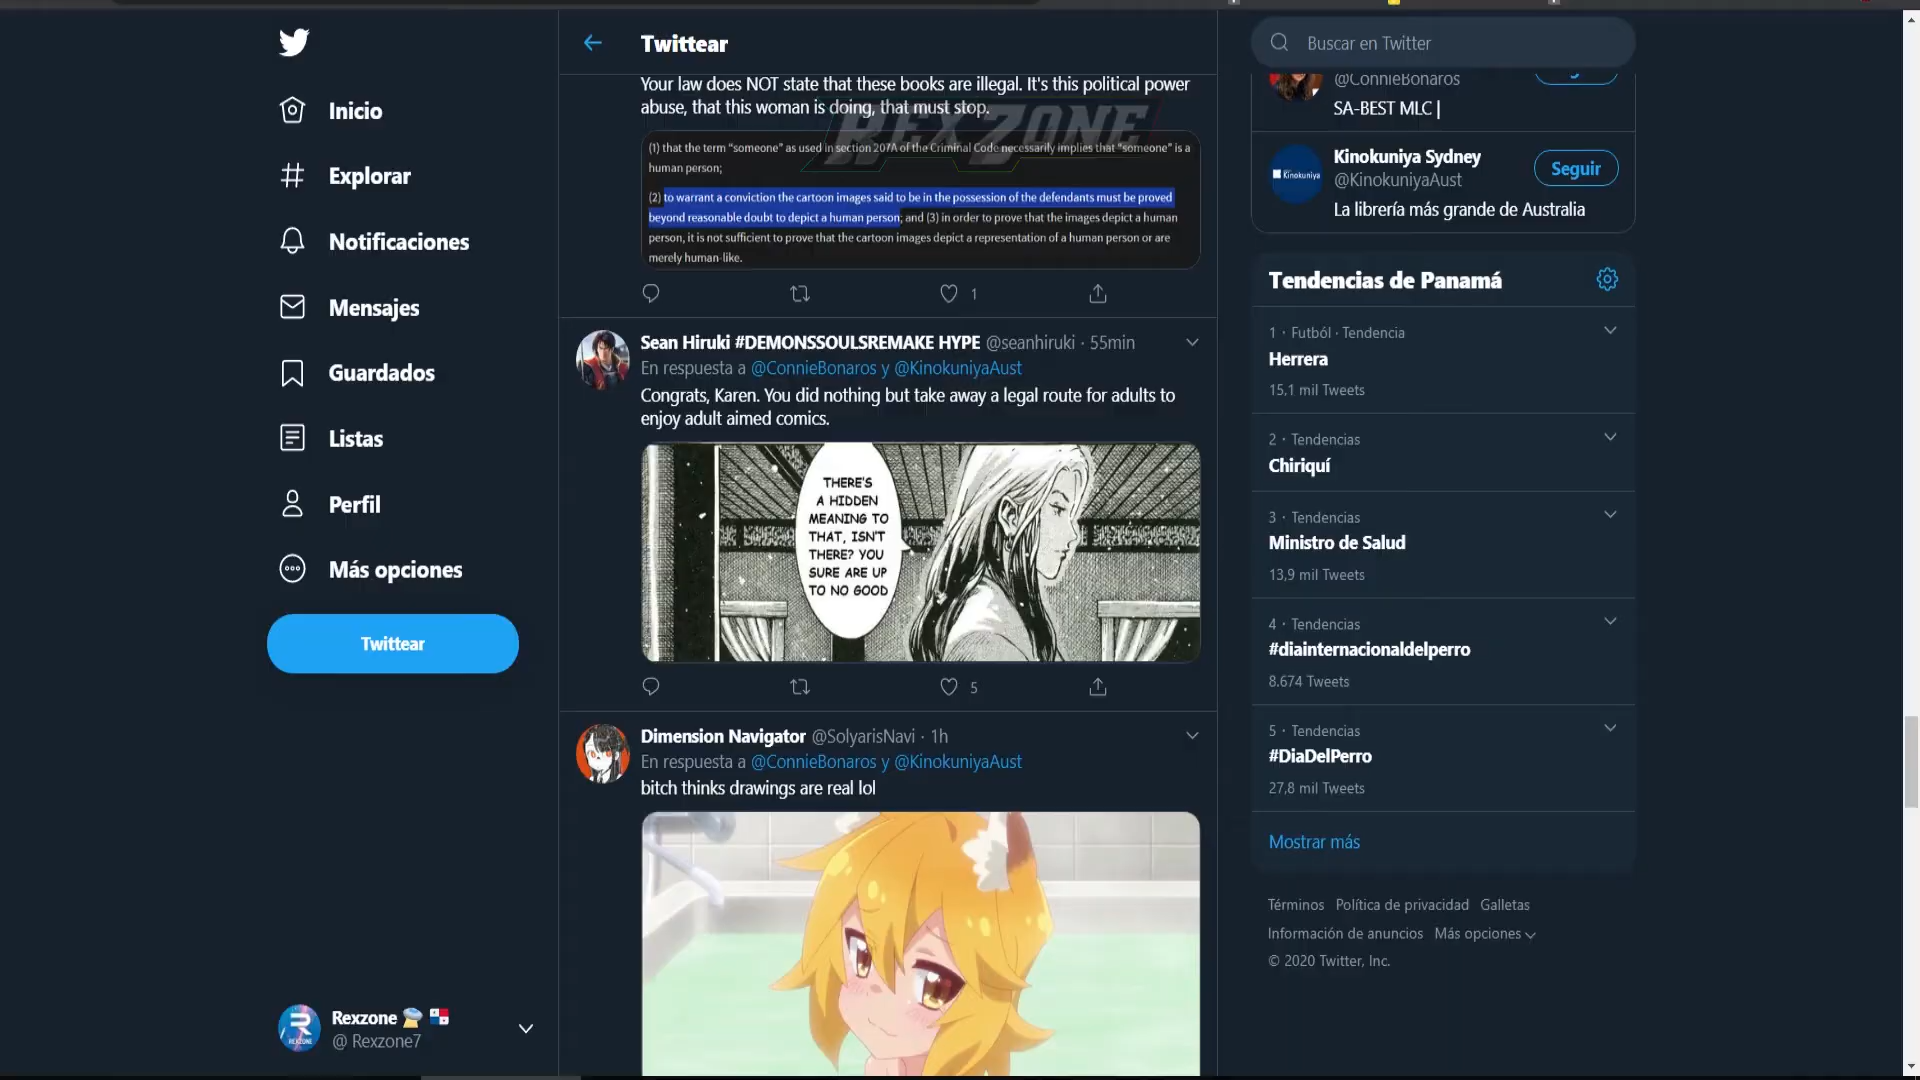 Inicio
Explorar
Notificaciones
Mensajes
Guardados
Listas
Perfil
Más opciones
Twittear
Rexzone
@ Rexzone7
Twittear
Your law does NOT state that these books are illegal. It's this political power
abuse, that this woman is doing, that must stop.
REXZONE
(1) that the term "someone" as used in section 207A of the Criminal Code necessarily implies that "someone" is a
human person;
(2) to warrant a conviction the cartoon images said to be in the possession of the defendants must be proved
beyond reasonable doubt to depict a human person; and (3) in order to prove that the images depict a human
person, it is not sufficient to prove that the cartoon images depict a representation of a human person or are
merely human-like.
1
Sean Hiruki #DEMONSSOULSREMAKE HYPE @seanhiruki · 55min
En respuesta a @ConnieBonaros y @KinokuniyaAust
Congrats, Karen. You did nothing but take away a legal route for adults to
enjoy adult aimed comics.
THERE'S
A HIDDEN
MEANING TO
THAT, ISN'T
THERE? YOU
SURE ARE UP
TO NO GOOD
5
Dimension Navigator @SolyarisNavi · 1h
En respuesta a @ConnieBonaros y @KinokuniyaAust
bitch thinks drawings are real lol
Buscar en Twitter
@ConnieBonaros
SA-BEST MLC |
Kinokuniya
Kinokuniya Sydney
@KinokuniyaAust
Seguir
La librería más grande de Australia
Tendencias de Panamá
1 · Futból · Tendencia
Herrera
15,1 mil Tweets
2 · Tendencias
Chiriquí
3 · Tendencias
Ministro de Salud
13,9 mil Tweets
4 · Tendencias
#diainternacionaldelperro
8.674 Tweets
5 · Tendencias
#DiaDelPerro
27,8 mil Tweets
Mostrar más
Términos Política de privacidad Galletas
Información de anuncios Más opciones
© 2020 Twitter, Inc.